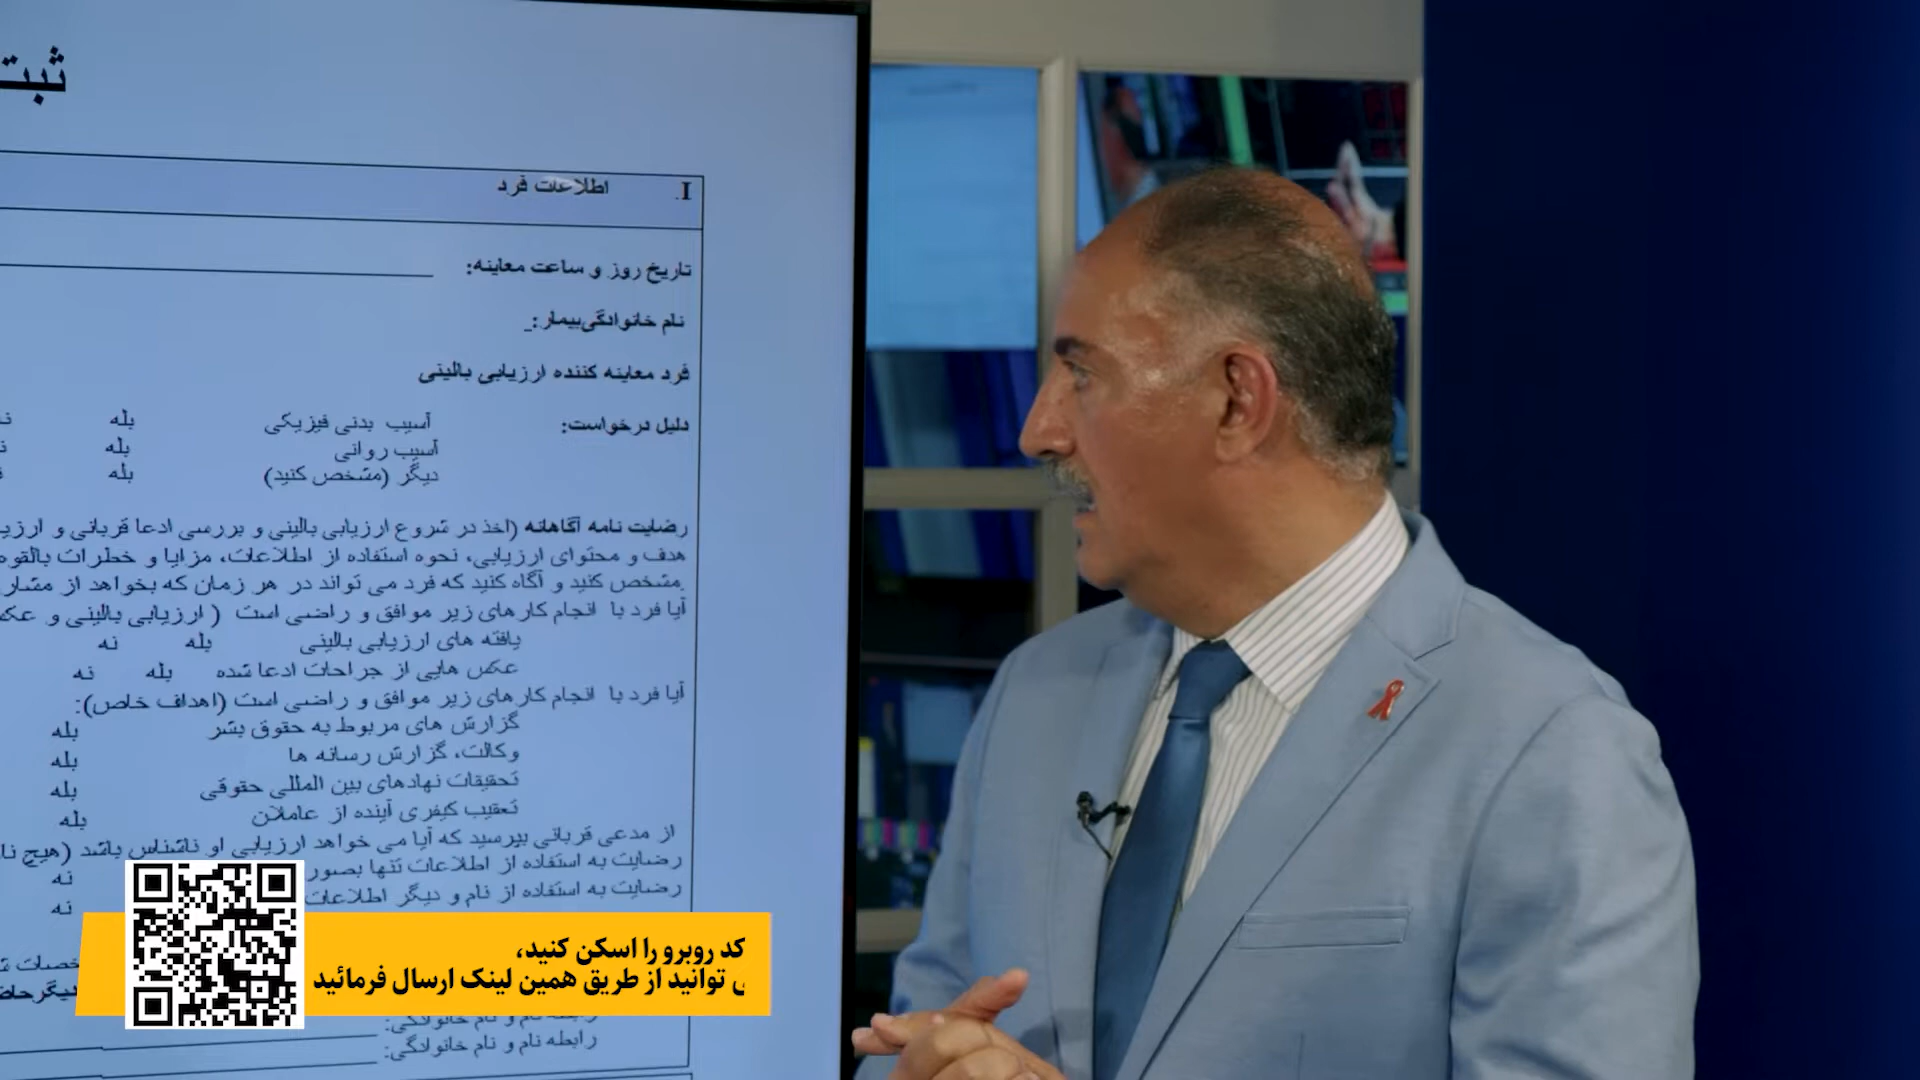 ثبت
I. اطلاعات فرد
تاریخ روز و ساعت معاینه:
نام خانوادگی‌بیمار:
فرد معاینه کننده ارزیابی بالینی
دلیل درخواست: آسیب بدنی فیزیکی بله
آسیب روانی بله
دیگر (مشخص کنید) بله
رضایت نامه آگاهانه (اخذ در شروع ارزیابی بالینی و بررسی ادعا قربانی و
هدف و محتوای ارزیابی، نحوه استفاده از اطلاعات، مزایا و خطرات بالقوه
مشخص کنید و آگاه کنید که فرد می تواند در هر زمان که بخواهد از
آیا فرد با انجام کارهای زیر موافق و راضی است ( ارزیابی بالینی و
یافته های ارزیابی بالینی بله نه
عکس هایی از جراحات ادعا شده بله نه
آیا فرد با انجام کارهای زیر موافق و راضی است (اهداف خاص):
گزارش های مربوط به حقوق بشر بله
وکالت، گزارش رسانه ها بله
تحقیقات نهادهای بین المللی حقوقی بله
تعقیب کیفری آینده از عاملان بله
از مدعی قربانی بپرسید که آیا می خواهد ارزیابی او ناشناس باشد (هیچ
رضایت به استفاده از اطلاعات تنها بصور نه
رضایت به استفاده از نام و دیگر اطلاعات نه
کد روبرو را اسکن کنید،
ی توانید از طریق همین لینک ارسال فرمائید
رابطه نام و نام خانوادگی:
رابطه نام و نام خانوادگی: